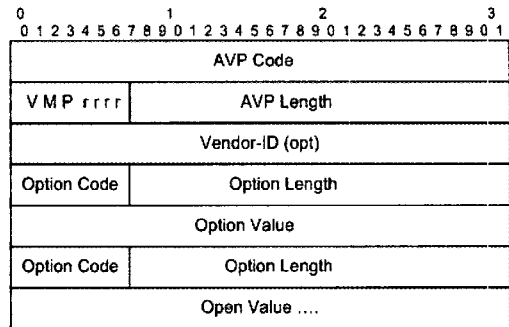 0 1 2 3
0 1 2 3 4 5 6 7 8 9 0 1 2 3 4 5 6 7 8 9 0 1 2 3 4 5 6 7 8 9 0 1
AVP Code
V M P r r r r AVP Length
Vendor-ID (opt)
Option Code Option Length
Option Value
Option Code Option Length
Open Value ....